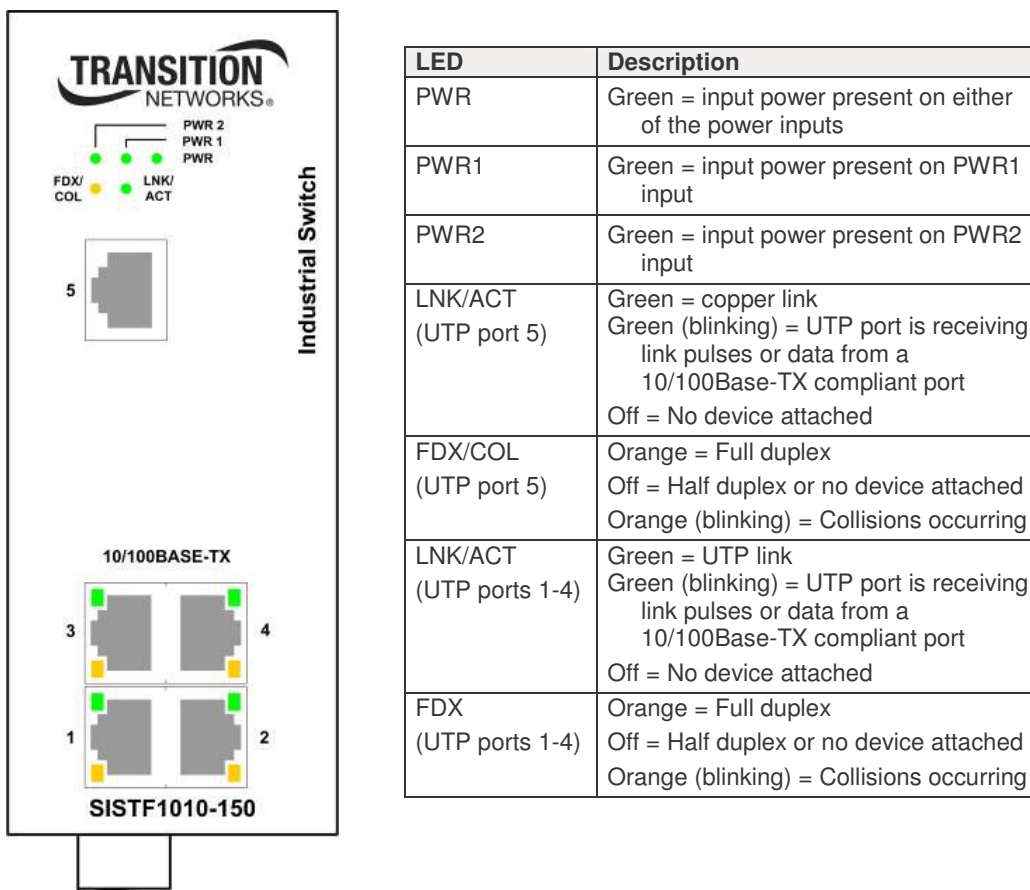 TRANSITION
NETWORKS®
PWR 2
PWR 1
PWR
FDX/
COL
LNK/
ACT
Industrial Switch
5
10/100BASE-TX
3
4
1
2
SISTF1010-150
LED Description
PWR Green = input power present on either
of the power inputs
PWR1 Green = input power present on PWR1
input
PWR2 Green = input power present on PWR2
input
LNK/ACT Green = copper link
(UTP port 5) Green (blinking) = UTP port is receiving
link pulses or data from a
10/100Base-TX compliant port
Off = No device attached
FDX/COL Orange = Full duplex
(UTP port 5) Off = Half duplex or no device attached
Orange (blinking) = Collisions occurring
LNK/ACT Green = UTP link
(UTP ports 1-4) Green (blinking) = UTP port is receiving
link pulses or data from a
10/100Base-TX compliant port
Off = No device attached
FDX Orange = Full duplex
(UTP ports 1-4) Off = Half duplex or no device attached
Orange (blinking) = Collisions occurring